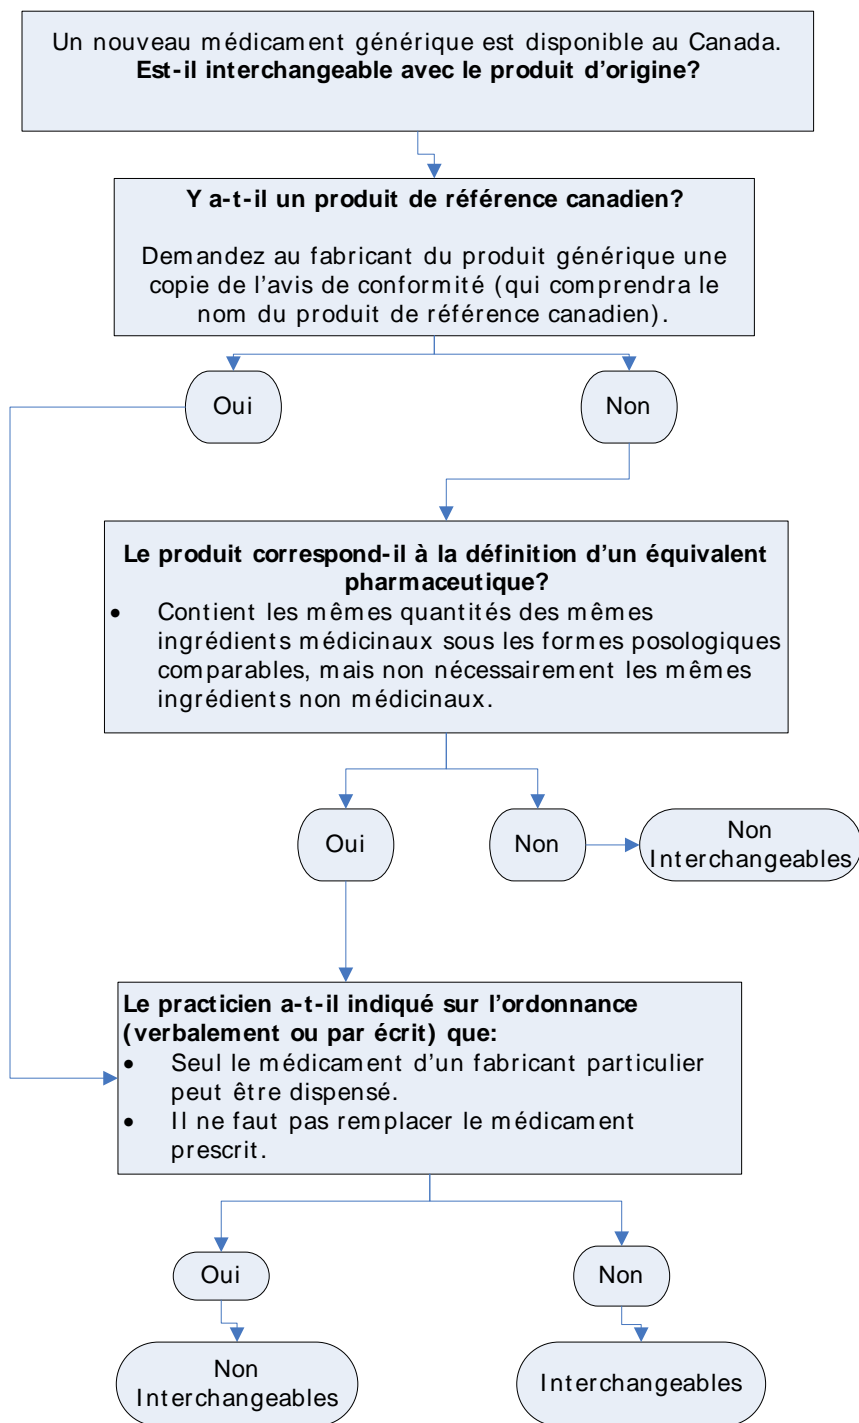 Un nouveau médicament générique est disponible au Canada.
Est-il interchangeable avec le produit d'origine?
Y a-t-il un produit de référence canadien?
Demandez au fabricant du produit générique une
copie de l'avis de conformité (qui comprendra le
nom du produit de référence canadien).
Oui
Non
Le produit correspond-il à la définition d'un équivalent
pharmaceutique?
• Contient les mêmes quantités des mêmes
ingrédients médicinaux sous les formes posologiques
comparables, mais non nécessairement les mêmes
ingrédients non médicinaux.
Oui
Non
Non
Interchangeables
Le practicien a-t-il indiqué sur l'ordonnance
(verbalement ou par écrit) que:
• Seul le médicament d'un fabricant particulier
peut être dispensé.
• Il ne faut pas remplacer le médicament
prescrit.
Oui
Non
Non
Interchangeables
Interchangeables